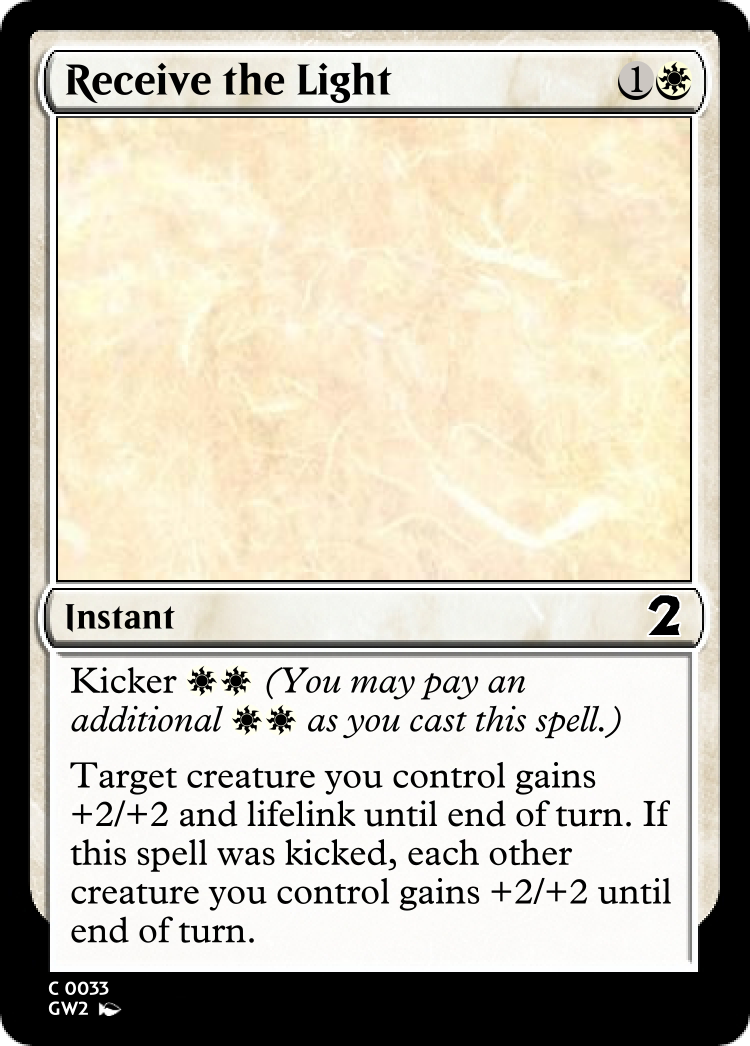 Receive the Light 1
Instant 2
Kicker (You may pay an
additional as you cast this spell.)
Target creature you control gains
+2/+2 and lifelink until end of turn. If
this spell was kicked, each other
creature you control gains +2/+2 until
end of turn.
C 0033
GW2